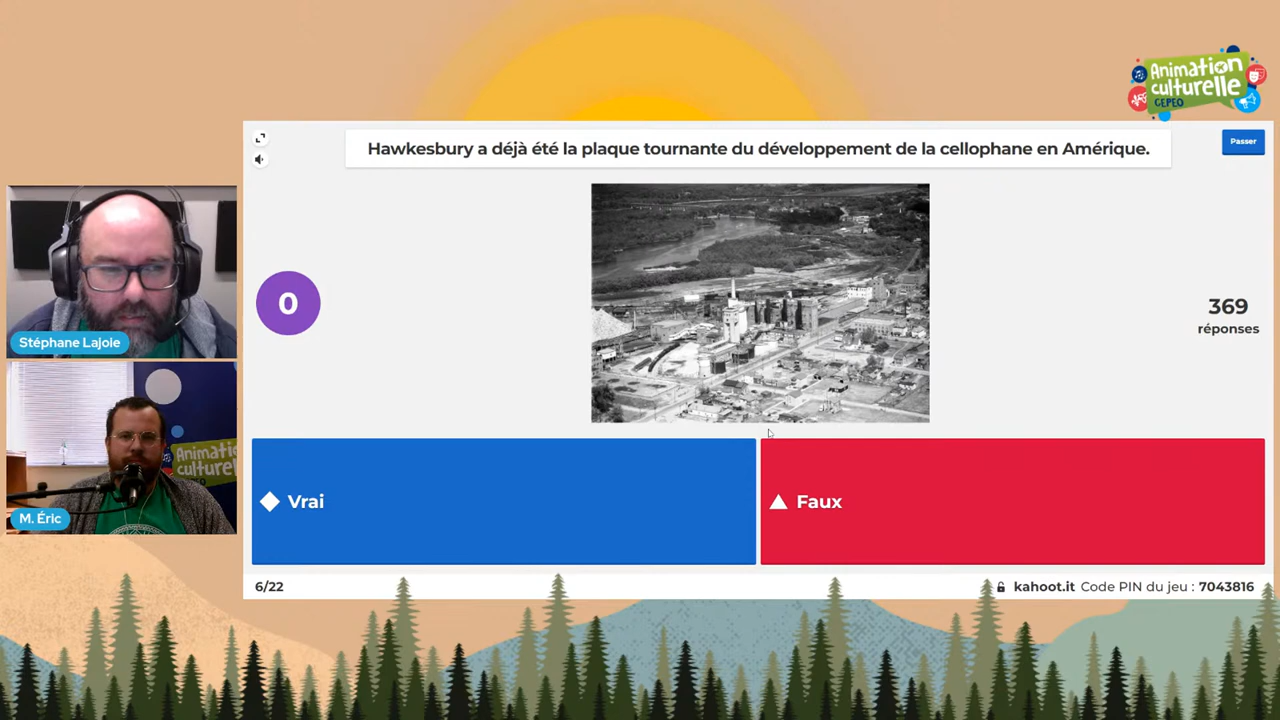 Animation
culturelle
CEPEO
Hawkesbury a déjà été la plaque tournante du développement de la cellophane en Amérique.
Passer
0
369
réponses
Stéphane Lajoie
Animation
culturelle
CEPEO
M. Éric
Vrai
Faux
6/22
kahoot.it Code PIN du jeu : 7043816